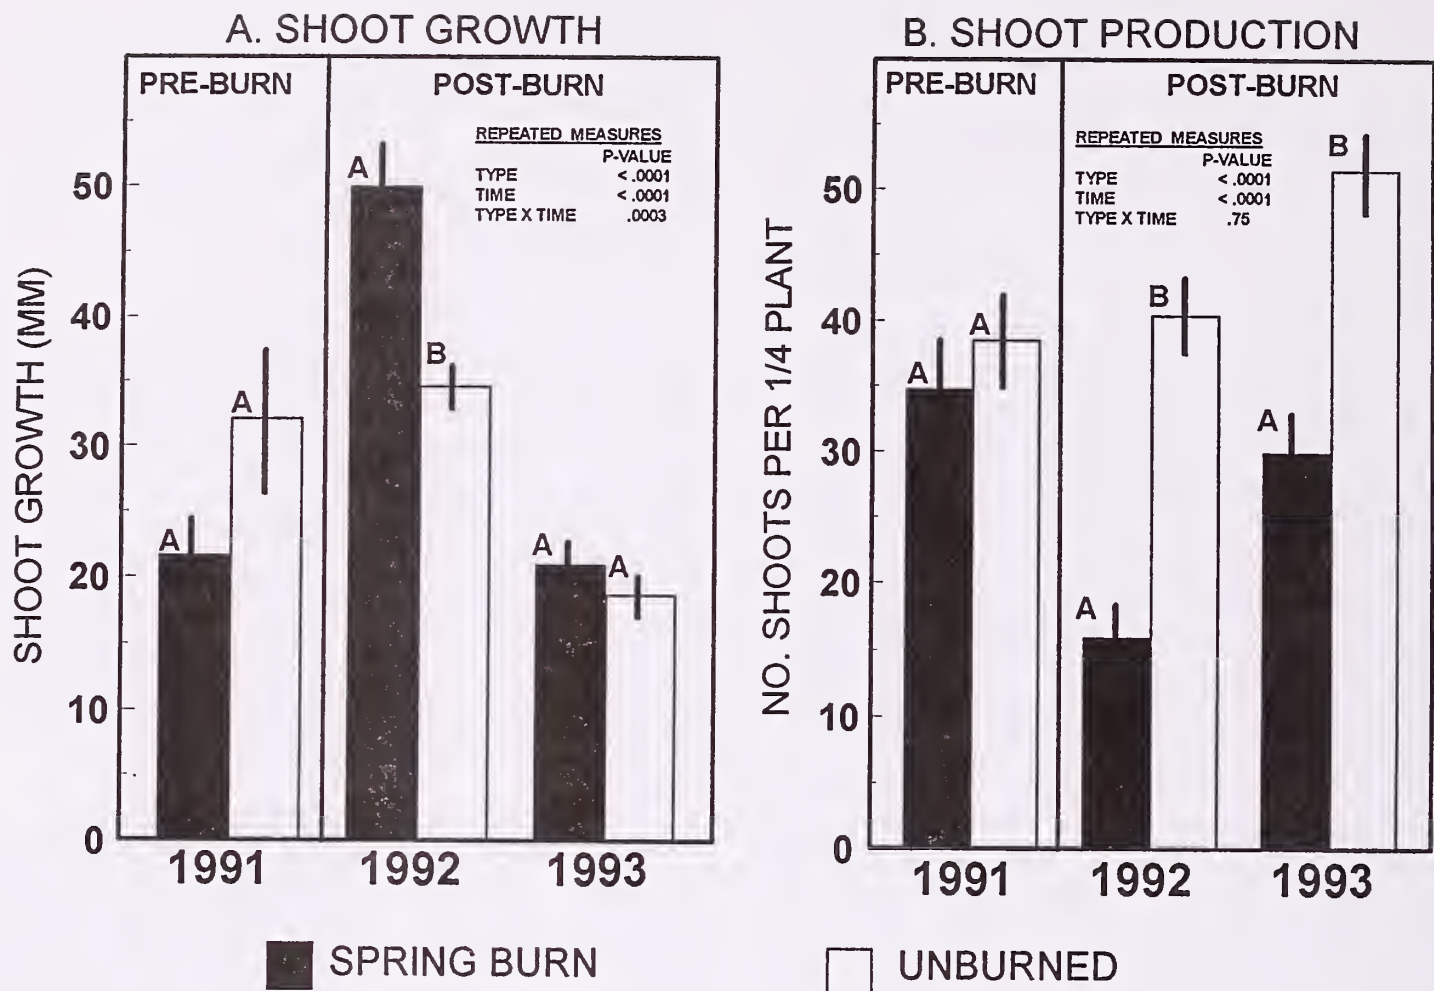 A. SHOOT GROWTH
PRE-BURN
POST-BURN
REPEATED MEASURES
P-VALUE
TYPE < .0001
TIME < .0001
TYPE X TIME .0003
SHOOT GROWTH (MM)
50
40
30
20
10
0
A
A
A
B
A
A
1991
1992
1993
B. SHOOT PRODUCTION
PRE-BURN
POST-BURN
REPEATED MEASURES
P-VALUE
TYPE < .0001
TIME < .0001
TYPE X TIME .75
NO. SHOOTS PER 1/4 PLANT
50
40
30
20
10
0
A
A
A
B
A
B
1991
1992
1993
SPRING BURN
UNBURNED